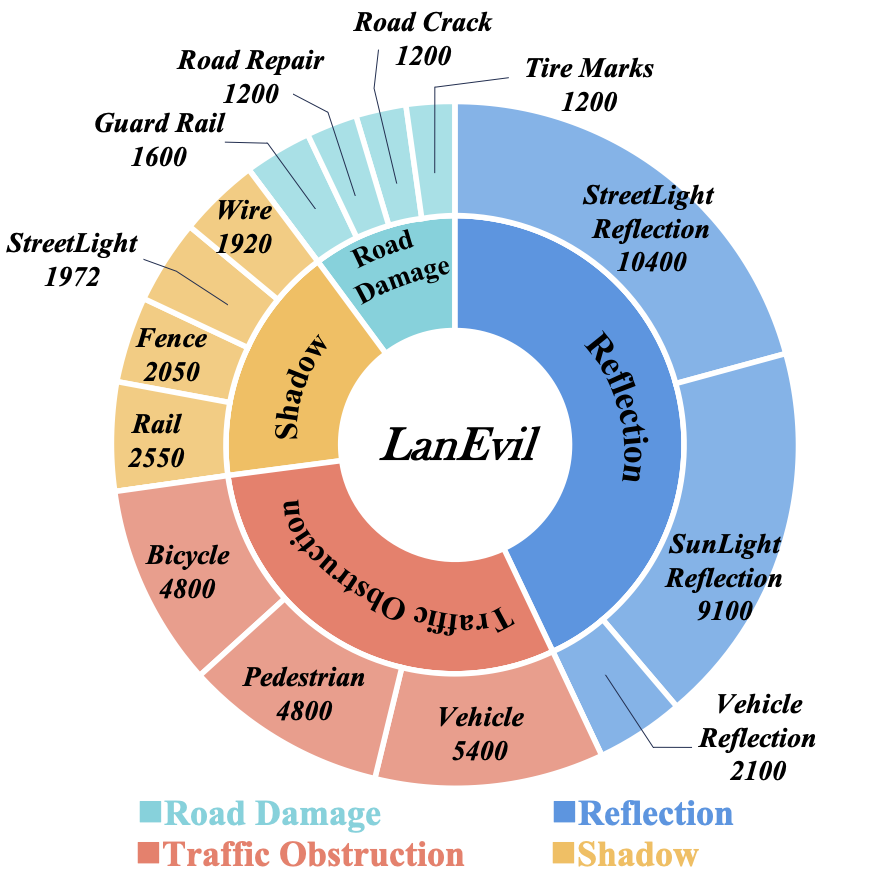 Road Crack
1200
Road Repair
1200
Tire Marks
1200
Guard Rail
1600
StreetLight
Reflection
10400
Wire
1920
StreetLight
1972
Road
Damage
Fence
2050
Shadow
Reflection
Rail
2550
LanEvil
Traffic Obstruction
Bicycle
4800
SunLight
Reflection
9100
Pedestrian
4800
Vehicle
5400
Vehicle
Reflection
2100
Road Damage
Reflection
Traffic Obstruction
Shadow